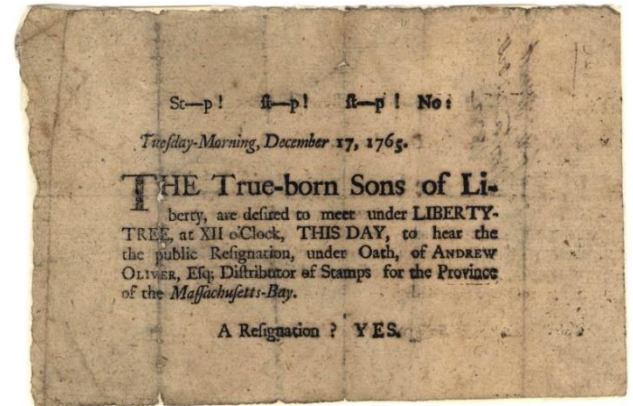 St—p! ſt—p! ſt—p! No:
Tueſday-Morning, December 17, 1765.
THE True-born Sons of Li-
berty, are deſired to meet under LIBERTY-
TREE, at XII o'Clock, THIS DAY, to hear the
the public Reſignation, under Oath, of ANDREW
OLIVER, Eſq; Diſtributor of Stamps for the Province
of the Maſſachuſetts-Bay.
A Reſignation? YES.